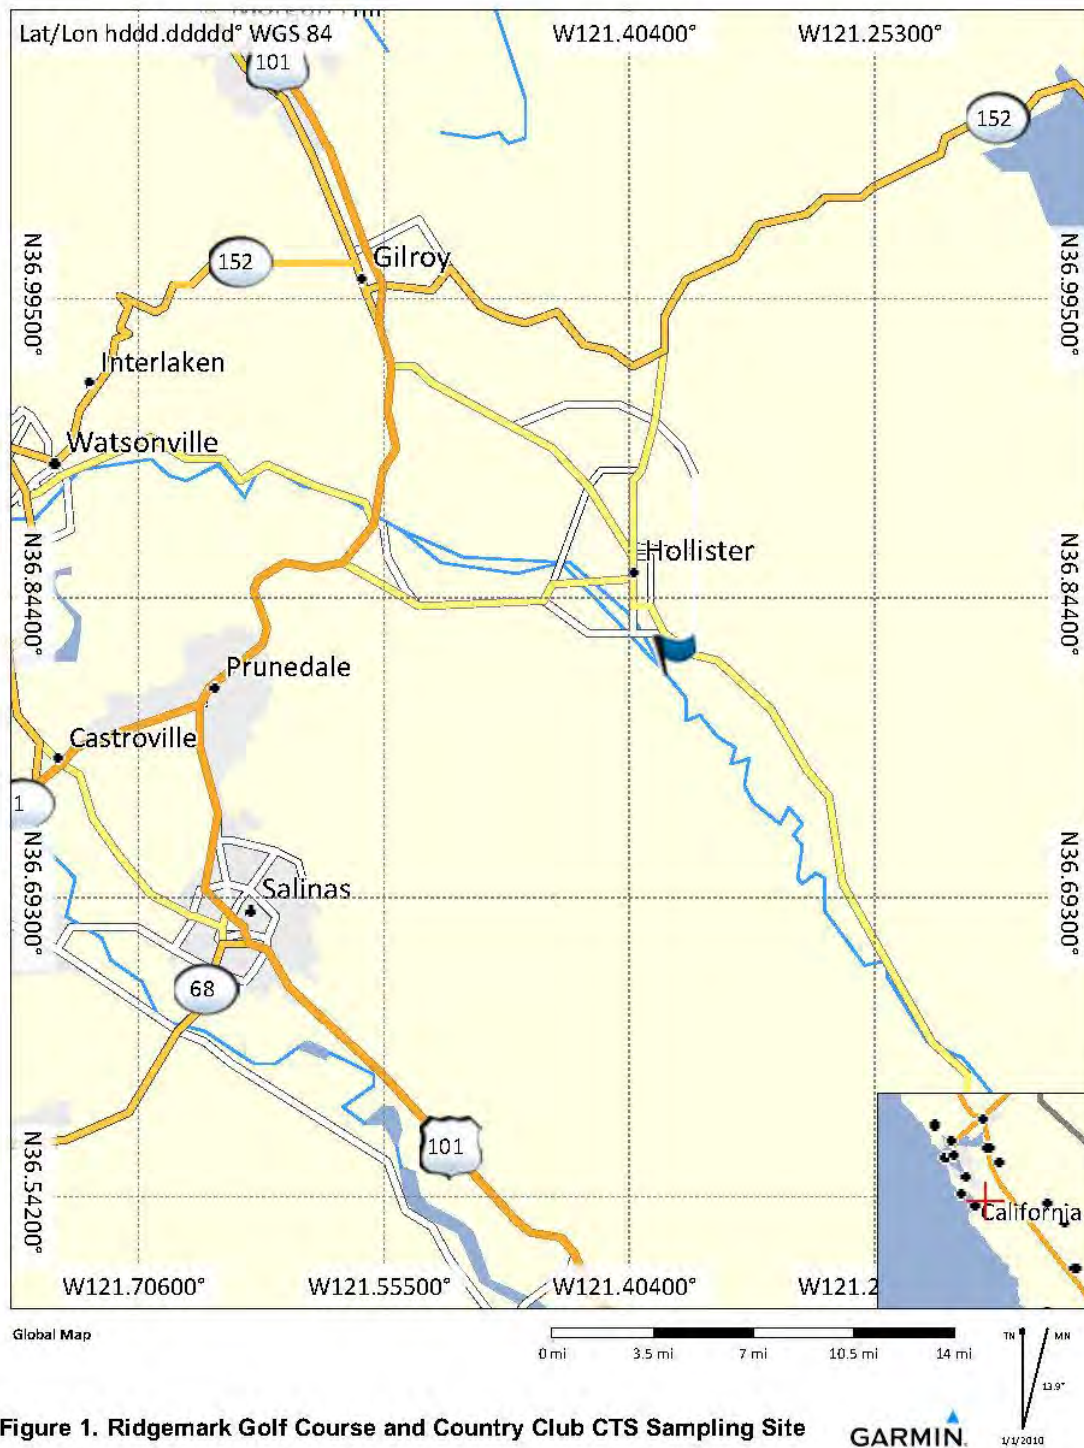 Morgan Hill
Lat/Lon hddd.ddddd° WGS 84
W121.40400°
W121.25300°
101
152
N36.99500°
N36.99500°
152
Gilroy
Interlaken
Watsonville
Hollister
N36.84400°
N36.84400°
Prunedale
Castroville
1
N36.69300°
N36.69300°
Salinas
68
101
N36.54200°
California
W121.70600°
W121.55500°
W121.40400°
W121.2
Global Map
0 mi
3.5 mi
7 mi
10.5 mi
14 mi
TN
MN
13.9°
1/1/2010
Figure 1. Ridgemark Golf Course and Country Club CTS Sampling Site
GARMIN